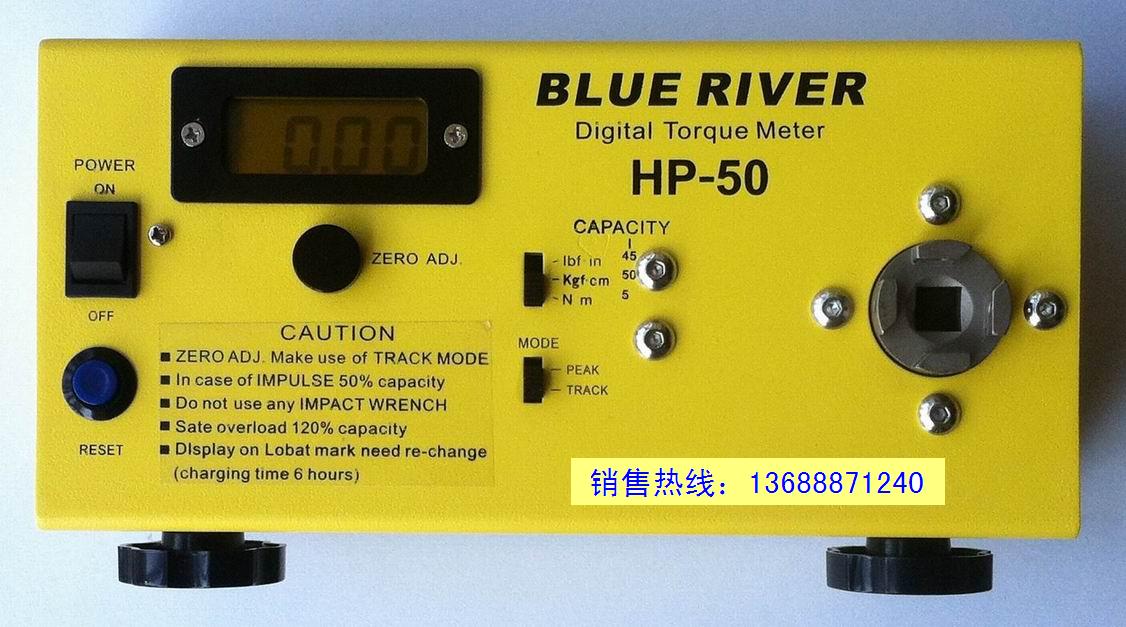 BLUE RIVER
Digital Torque Meter
HP-50
0.00
POWER
ON
OFF
ZERO ADJ.
CAPACITY
lbf·in 45
Kgf·cm 50
N m 5
MODE
PEAK
TRACK
RESET
CAUTION
■ ZERO ADJ. Make use of TRACK MODE
■ In case of IMPULSE 50% capacity
■ Do not use any IMPACT WRENCH
■ Sate overload 120% capacity
■ DIsplay on Lobat mark need re-change
(charging time 6 hours)
销售热线：13688871240